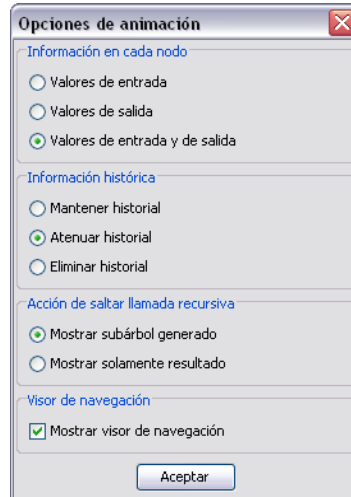 Opciones de animación
Información en cada nodo
Valores de entrada
Valores de salida
Valores de entrada y de salida
Información histórica
Mantener historial
Atenuar historial
Eliminar historial
Acción de saltar llamada recursiva
Mostrar subárbol generado
Mostrar solamente resultado
Visor de navegación
Mostrar visor de navegación
Aceptar